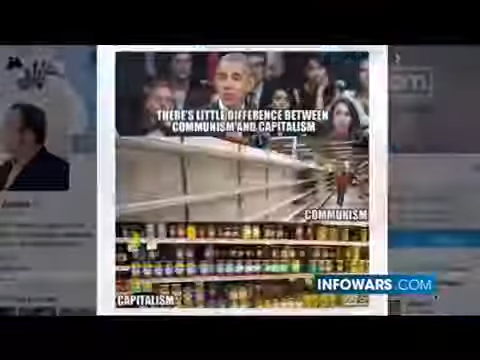 THERE'S LITTLE DIFFERENCE BETWEEN
COMMUNISM AND CAPITALISM
COMMUNISM
CAPITALISM
INFOWARS.COM